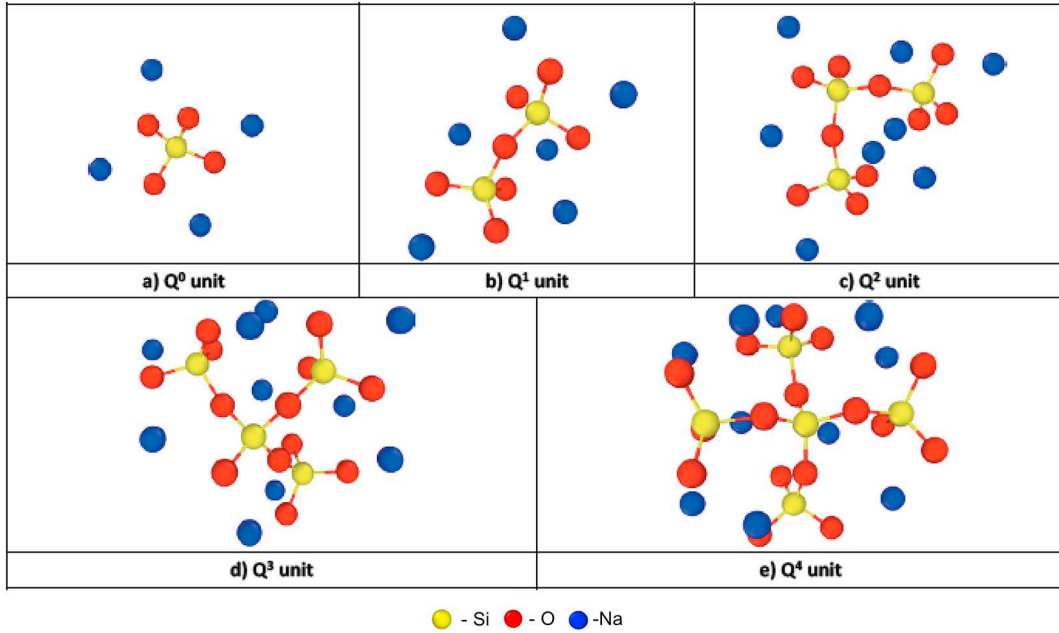 a) Q⁰ unit
b) Q¹ unit
c) Q² unit
d) Q³ unit
e) Q⁴ unit
- Si - O -Na